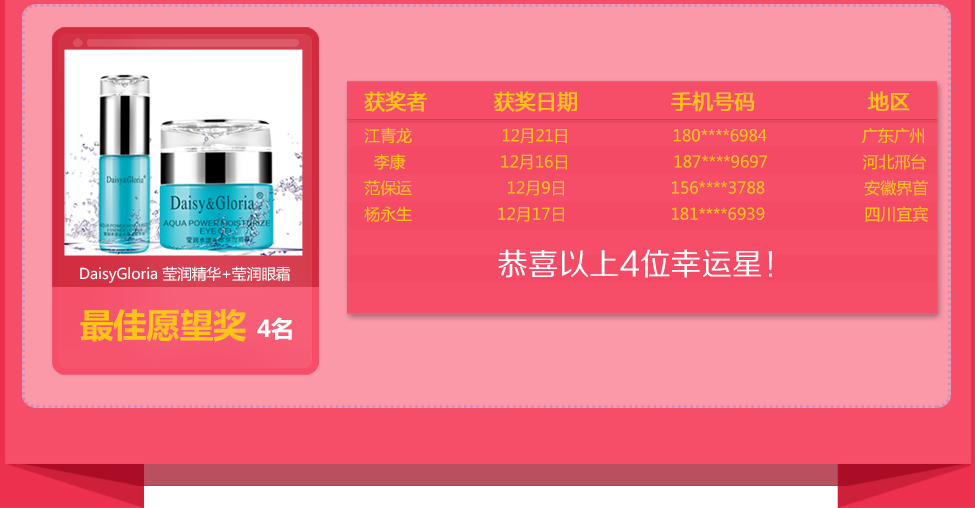 Daisy&Gloria®
Daisy&Gloria®
AQUA POWER MOISTURIZE
EYE GEL
DaisyGloria 莹润精华+莹润眼霜
最佳愿望奖 4名
获奖者 获奖日期 手机号码 地区
江青龙 12月21日 180****6984 广东广州
李康 12月16日 187****9697 河北邢台
范保运 12月9日 156****3788 安徽界首
杨永生 12月17日 181****6939 四川宜宾
恭喜以上4位幸运星！